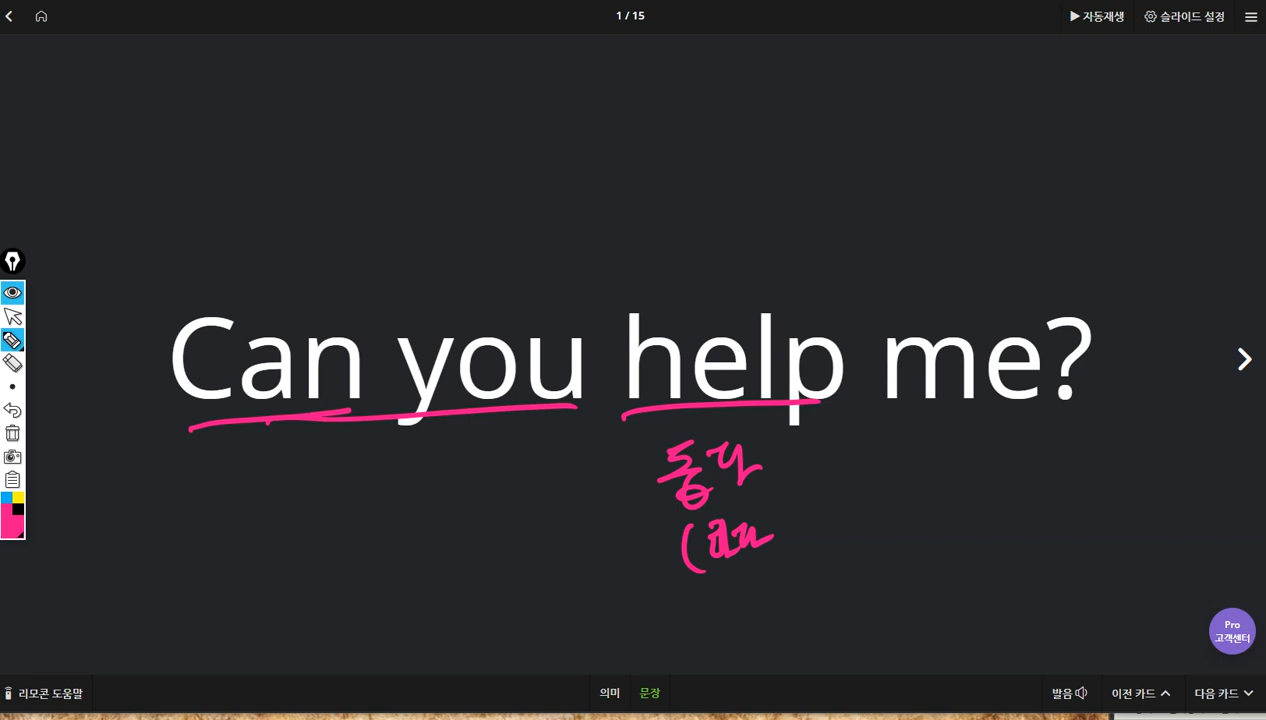 1 / 15
자동재생
슬라이드 설정
Can you help me?
돕다
Pro
고객센터
리모콘 도움말
의미
문장
발음
이전 카드
다음 카드